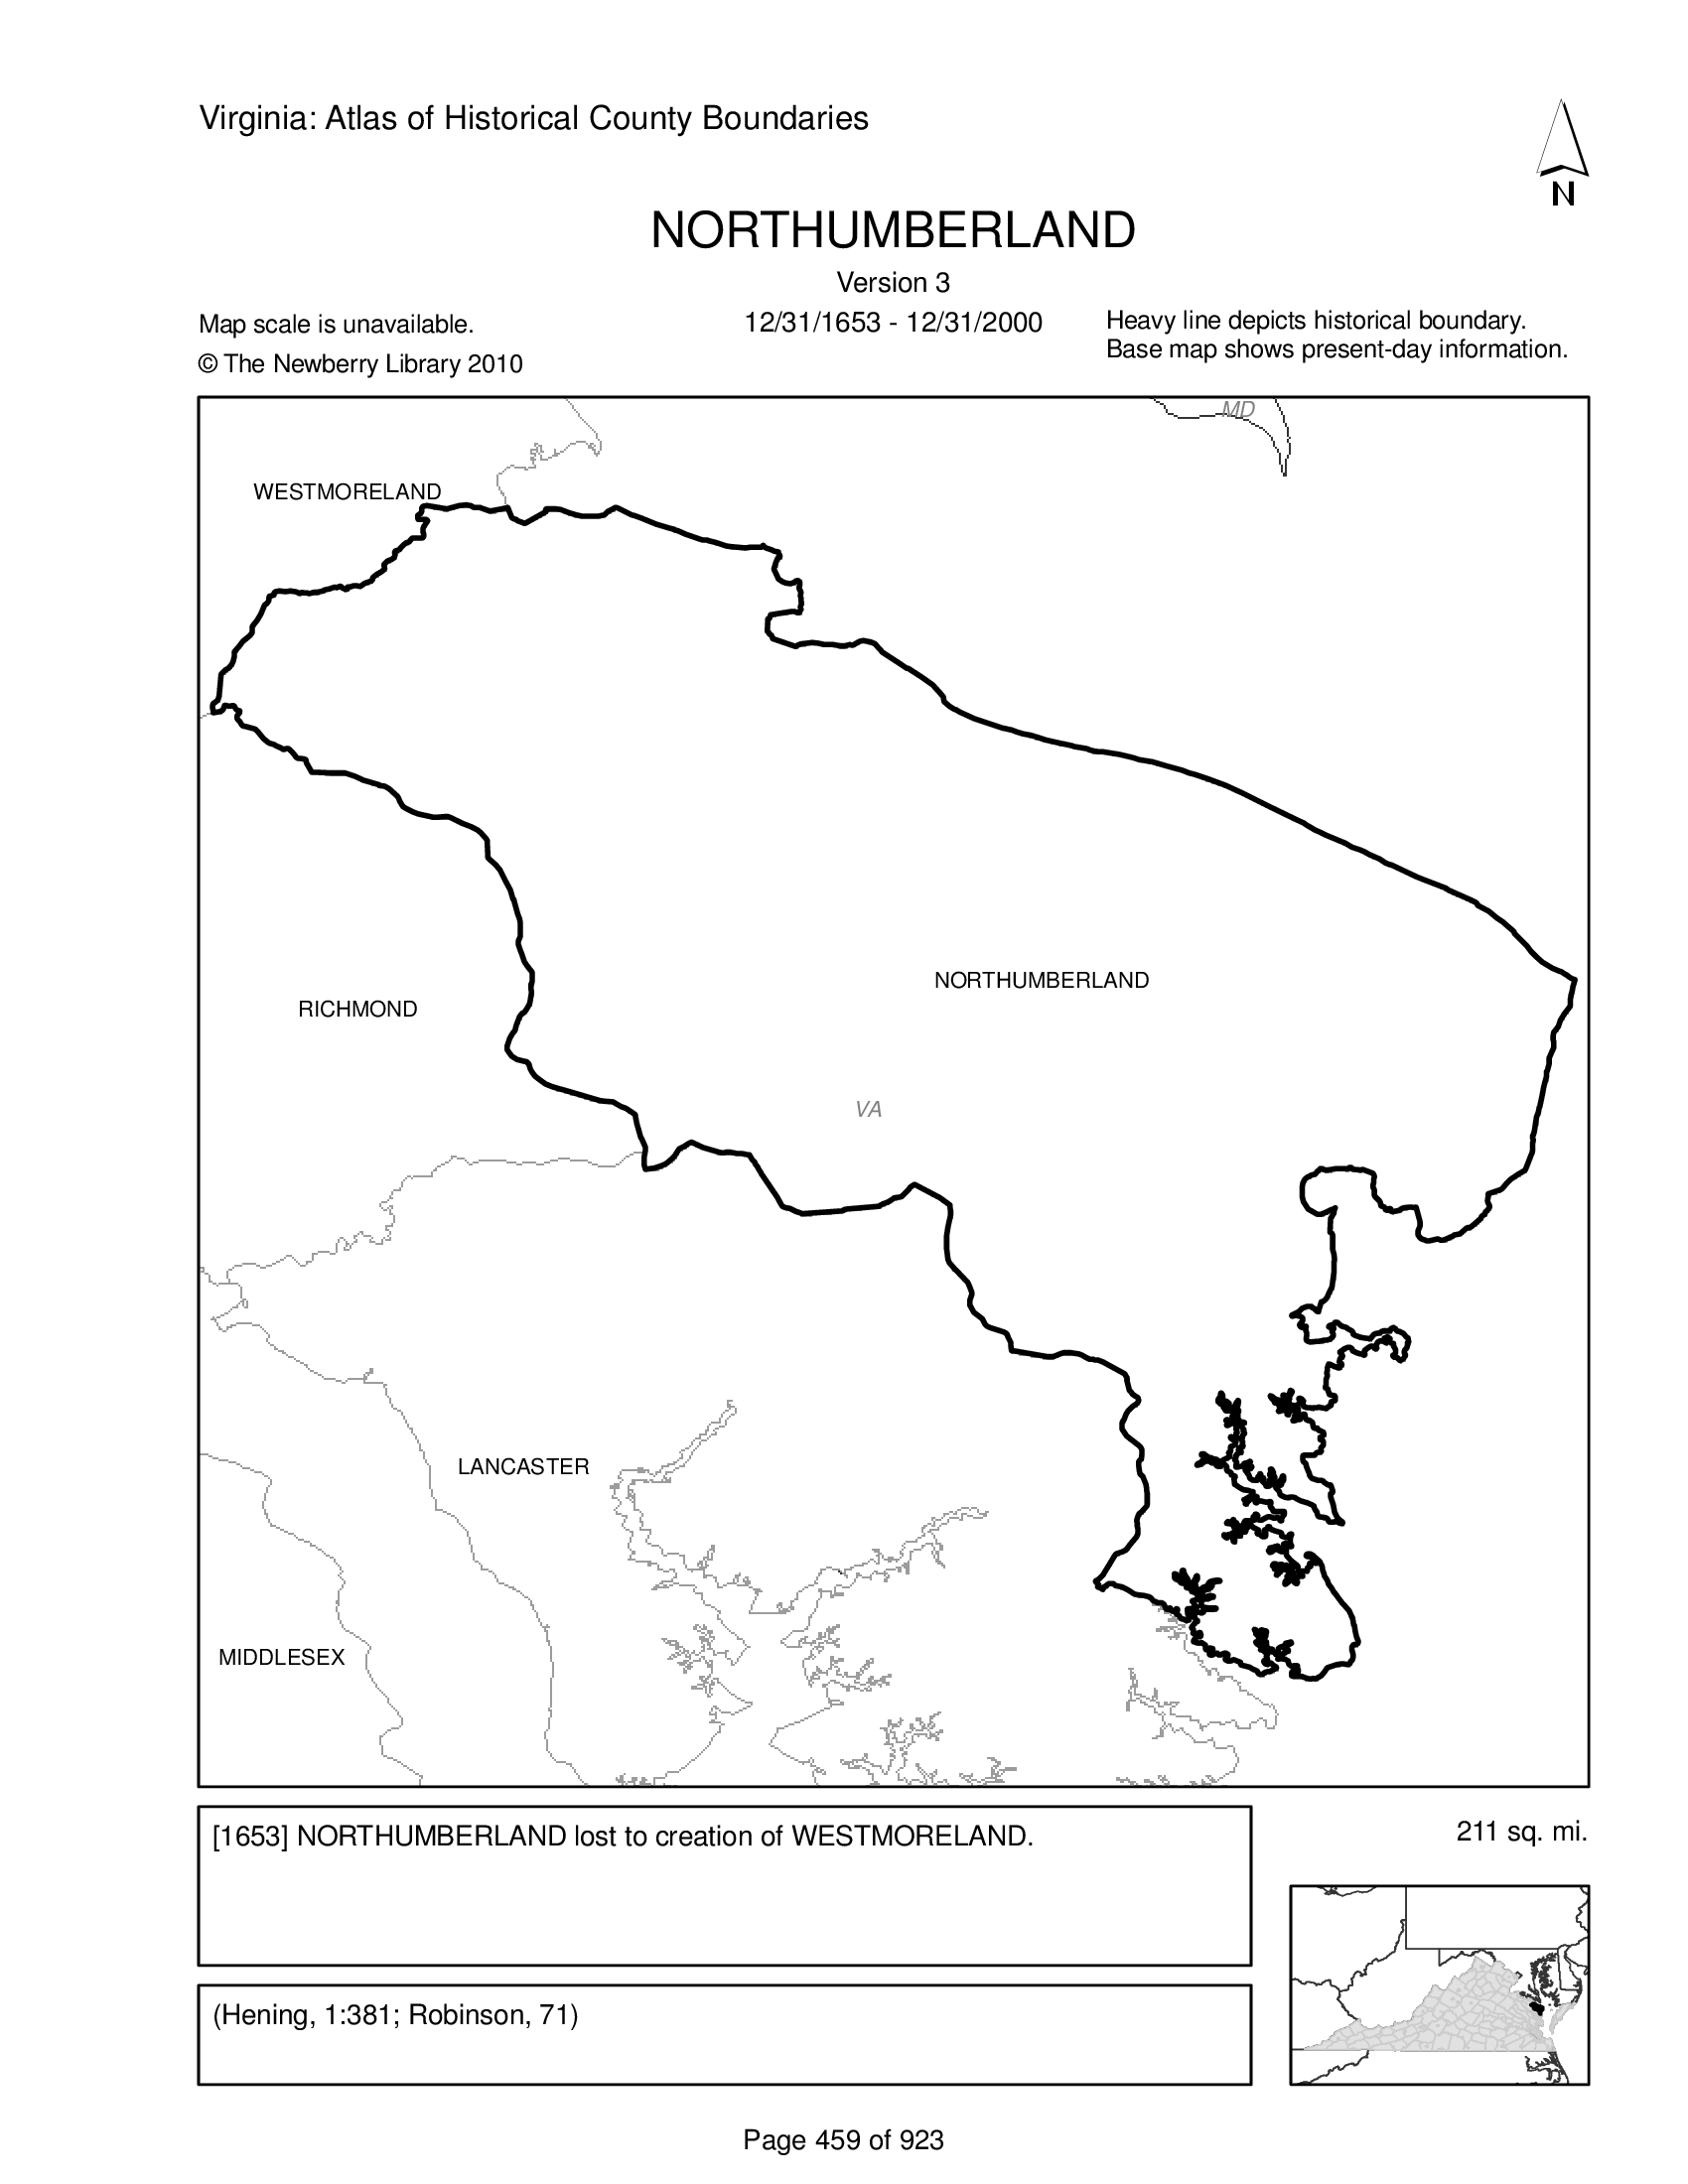 Virginia: Atlas of Historical County Boundaries
N
NORTHUMBERLAND
Version 3
Map scale is unavailable.
12/31/1653 - 12/31/2000
Heavy line depicts historical boundary.
Base map shows present-day information.
© The Newberry Library 2010
MD
WESTMORELAND
NORTHUMBERLAND
RICHMOND
VA
LANCASTER
MIDDLESEX
[1653] NORTHUMBERLAND lost to creation of WESTMORELAND.
211 sq. mi.
(Hening, 1:381; Robinson, 71)
Page 459 of 923